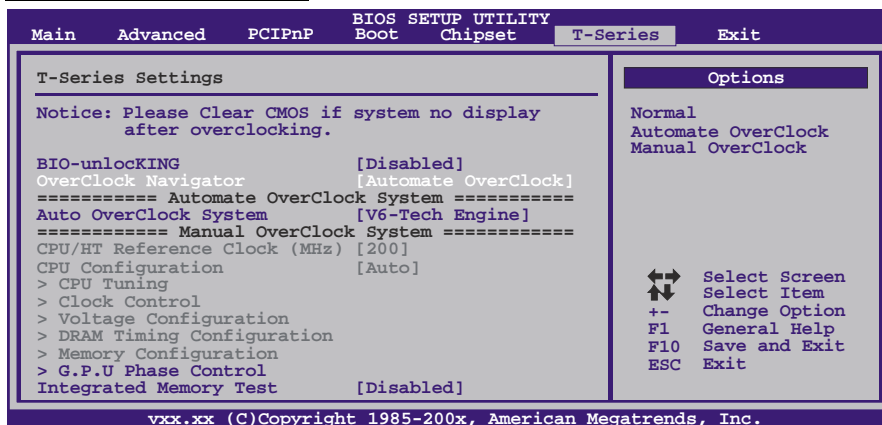 BIOS SETUP UTILITY
Main Advanced PCIPnP Boot Chipset T-Series Exit
T-Series Settings
Notice: Please Clear CMOS if system no display
after overclocking.
BIO-unlocKING [Disabled]
OverClock Navigator [Automate OverClock]
=========== Automate OverClock System ===========
Auto OverClock System [V6-Tech Engine]
============ Manual OverClock System ============
CPU/HT Reference Clock (MHz) [200]
CPU Configuration [Auto]
> CPU Tuning
> Clock Control
> Voltage Configuration
> DRAM Timing Configuration
> Memory Configuration
> G.P.U Phase Control
Integrated Memory Test [Disabled]
Options
Normal
Automate OverClock
Manual OverClock
Select Screen
Select Item
+- Change Option
F1 General Help
F10 Save and Exit
ESC Exit
vxx.xx (C)Copyright 1985-200x, American Megatrends, Inc.